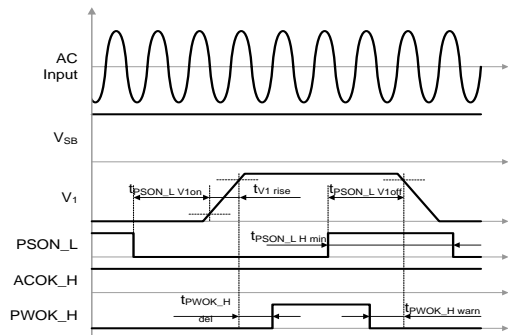 AC
Input
VSB
V1
tPSON_L V1on
tV1 rise
tPSON_L V1off
PSON_L
tPSON_L H min
ACOK_H
PWOK_H
tPWOK_H
del
tPWOK_H warn